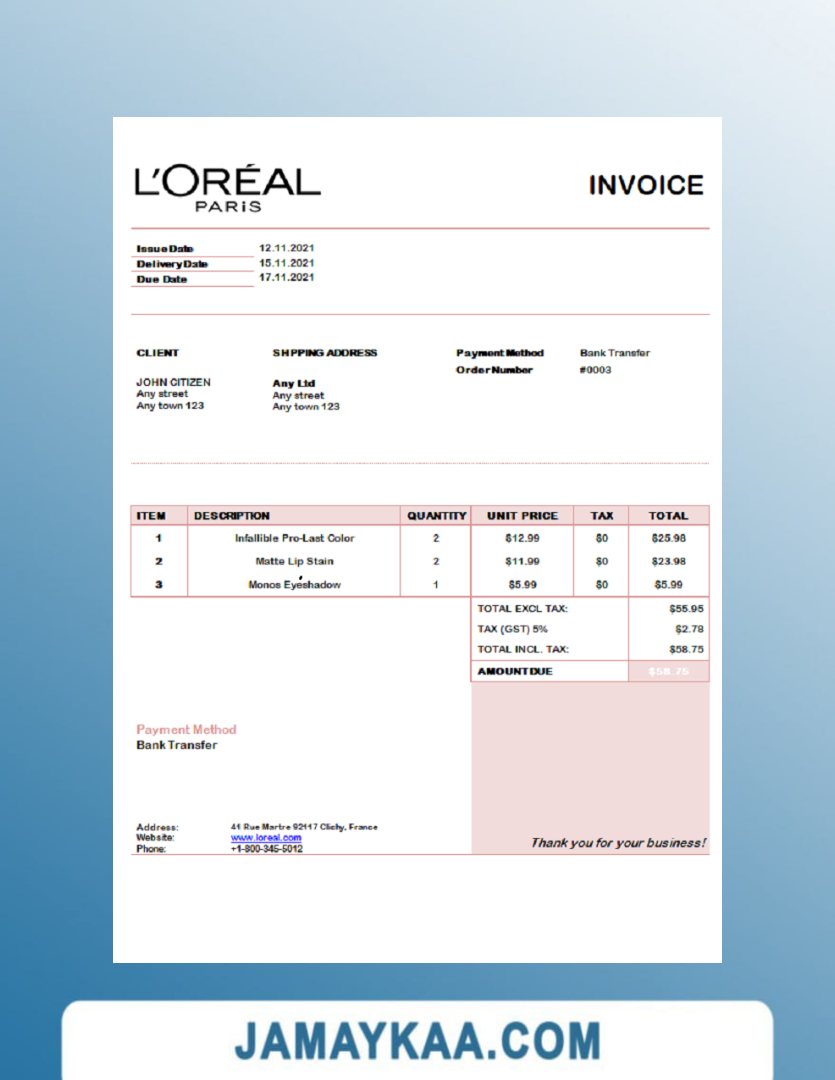 L'ORÉAL
PARiS
INVOICE
Issue Date 12.11.2021
Delivery Date 15.11.2021
Due Date 17.11.2021
CLIENT SHPPING ADDRESS Payment Method Bank Transfer
Order Number #0003
JOHN CITIZEN Any Ltd
Any street Any street
Any town 123 Any town 123
ITEM DESCRIPTION QUANTITY UNIT PRICE TAX TOTAL
1 Infallible Pro-Last Color 2 $12.99 $0 $25.98
2 Matte Lip Stain 2 $11.99 $0 $23.98
3 Monos Eyeshadow 1 $5.99 $0 $5.99
TOTAL EXCL TAX: $55.95
TAX (GST) 5% $2.78
TOTAL INCL. TAX: $58.75
AMOUNT DUE $58.75
Payment Method
Bank Transfer
Address: 41 Rue Martre 92117 Clichy, France
Website: www.loreal.com
Phone: +1-800-345-5012
Thank you for your business!
JAMAYKAA.COM